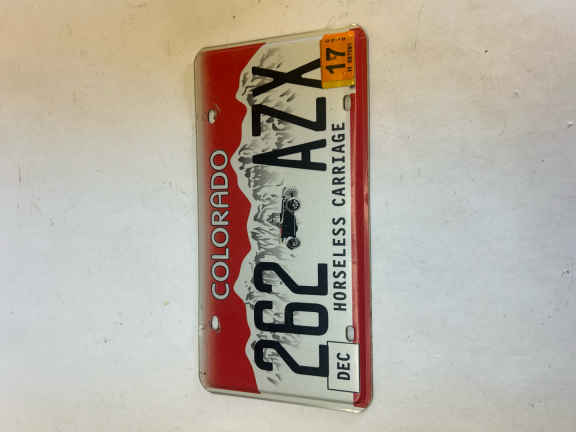 COLORADO
262 AZX
17
HORSELESS CARRIAGE
DEC